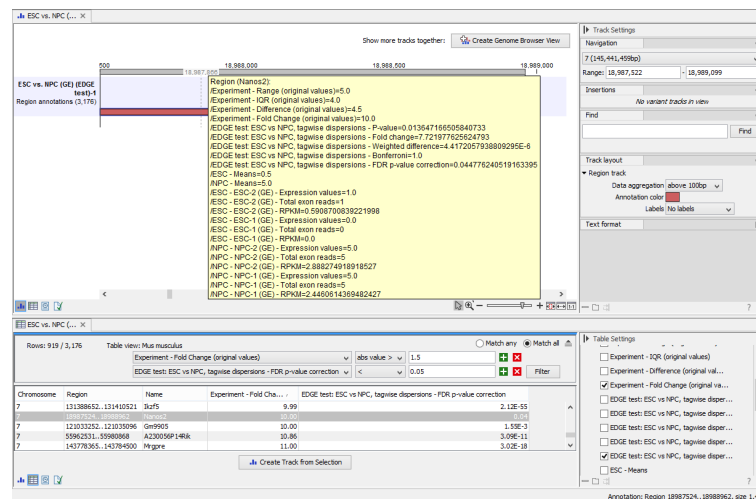 ESC vs. NPC (... ×
Show more tracks together:
Create Genome Browser View
500
18,988,000
18,988,500
18,989,000
ESC vs. NPC (GE) (EDGE
test)-1
Region annotations (3,176)
Region (Nanos2):
/Experiment - Range (original values)=5.0
/Experiment - IQR (original values)=4.0
/Experiment - Difference (original values)=4.5
/Experiment - Fold Change (original values)=10.0
/EDGE test: ESC vs NPC, tagwise dispersions - P-value=0.013647166505840733
/EDGE test: ESC vs NPC, tagwise dispersions - Fold change=7.721977625624793
/EDGE test: ESC vs NPC, tagwise dispersions - Weighted difference=4.4172057938809295E-6
/EDGE test: ESC vs NPC, tagwise dispersions - Bonferroni=1.0
/EDGE test: ESC vs NPC, tagwise dispersions - FDR p-value correction=0.044776240519163395
/ESC - Means=0.5
/NPC - Means=5.0
/ESC - ESC-2 (GE) - Expression values=1.0
/ESC - ESC-2 (GE) - Total exon reads=1
/ESC - ESC-2 (GE) - RPKM=0.5908700839221998
/ESC - ESC-1 (GE) - Expression values=0.0
/ESC - ESC-1 (GE) - Total exon reads=0
/ESC - ESC-1 (GE) - RPKM=0.0
/NPC - NPC-2 (GE) - Expression values=5.0
/NPC - NPC-2 (GE) - Total exon reads=5
/NPC - NPC-2 (GE) - RPKM=2.888274918918527
/NPC - NPC-1 (GE) - Expression values=5.0
/NPC - NPC-1 (GE) - Total exon reads=5
/NPC - NPC-1 (GE) - RPKM=2.4460614369482427
Track Settings
Navigation
7 (145,441,459bp)
Range: 18,987,522 - 18,989,099
Insertions
No variant tracks in view
Find
Find
Track layout
Region track
Data aggregation above 100bp
Annotation color
Labels No labels
Text format
?
ESC vs. NPC (... ×
Rows: 919 / 3,176 Table view: Mus musculus
Match any Match all
Experiment - Fold Change (original values) abs value > 1.5
EDGE test: ESC vs NPC, tagwise dispersions - FDR p-value correction < 0.05 Filter
Chromosome Region Name Experiment - Fold Cha... EDGE test: ESC vs NPC, tagwise dispersions - FDR p-value correction
7 131388652..131410521 Ikzf5 9.99 2.12E-55
7 18987524..18988962 Nanos2 10.00 0.04
7 121033252..121035096 Gm9905 10.00 1.55E-3
7 55962531..55980868 A230056P14Rik 10.86 3.09E-11
7 143778365..143784500 Mrgpre 11.00 3.02E-18
Create Track from Selection
Table Settings
Experiment - IQR (original values)
Experiment - Difference (original val...
Experiment - Fold Change (original va...
EDGE test: ESC vs NPC, tagwise disper...
EDGE test: ESC vs NPC, tagwise disper...
EDGE test: ESC vs NPC, tagwise disper...
EDGE test: ESC vs NPC, tagwise disper...
EDGE test: ESC vs NPC, tagwise disper...
ESC - Means
?
Annotation: Region 18987524..18988962, size 1.4